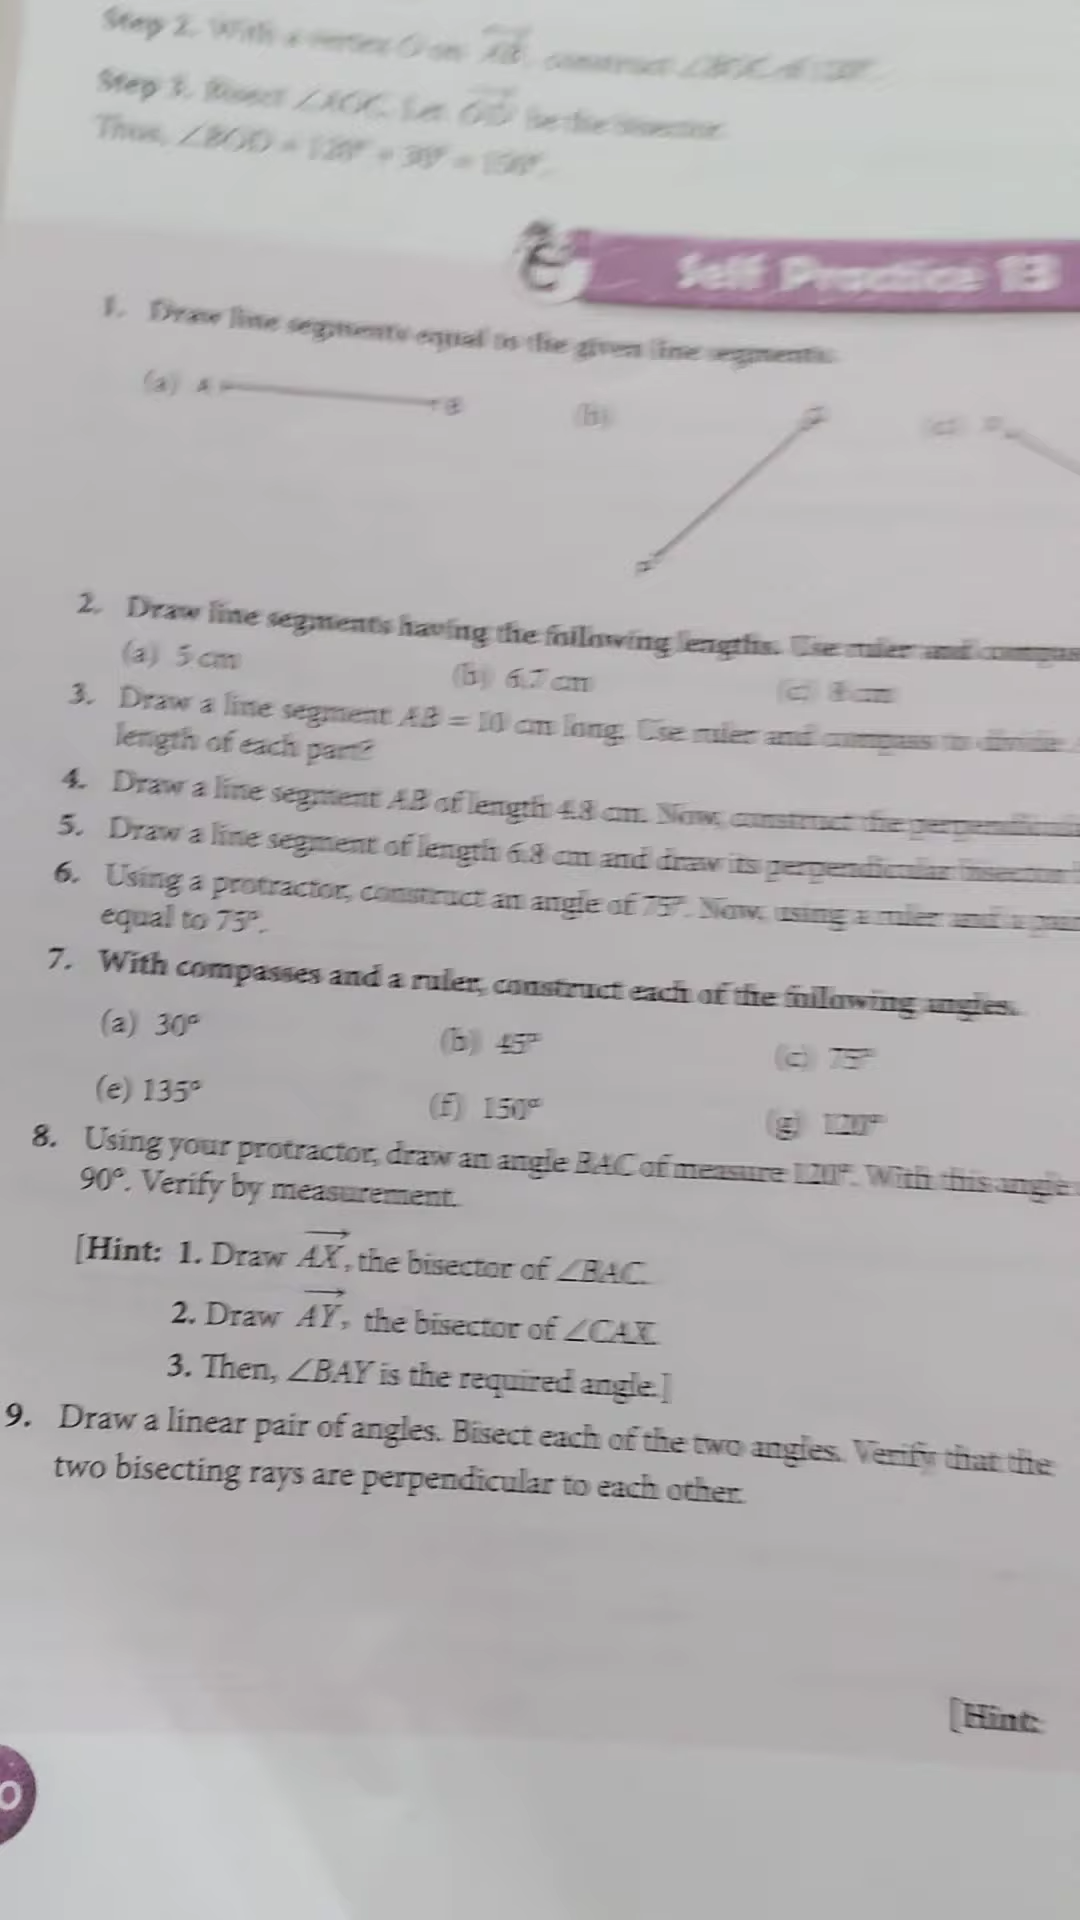 Step 2. With a vertex O on AB, construct
Step 3. Bisect ∠AOC. Let OD be the bisector.
Thus, ∠BOD = 120° + 30° = 150°.
Self Practice
1. Draw line segments equal to the given line segments.
(a) A B (b) (c)
2. Draw line segments having the following lengths. Use ruler and compass
(a) 5 cm (b) 6.7 cm (c) 8 cm
3. Draw a line segment AB = 10 cm long. Use ruler and compass to divide
length of each part?
4. Draw a line segment AB of length 4.8 cm. Now, construct the
5. Draw a line segment of length 6.8 cm and draw its perpendicular bisector
6. Using a protractor, construct an angle of 75°. Now, using a ruler and a pair
equal to 75°.
7. With compasses and a ruler, construct each of the following angles.
(a) 30° (b) 45° (c) 75°
(e) 135° (f) 150° (g) 120°
8. Using your protractor, draw an angle BAC of measure 120°. With this angle
90°. Verify by measurement.
[Hint: 1. Draw AX, the bisector of ∠BAC.
2. Draw AY, the bisector of ∠CAX.
3. Then, ∠BAY is the required angle.]
9. Draw a linear pair of angles. Bisect each of the two angles. Verify that the
two bisecting rays are perpendicular to each other.
[Hint: